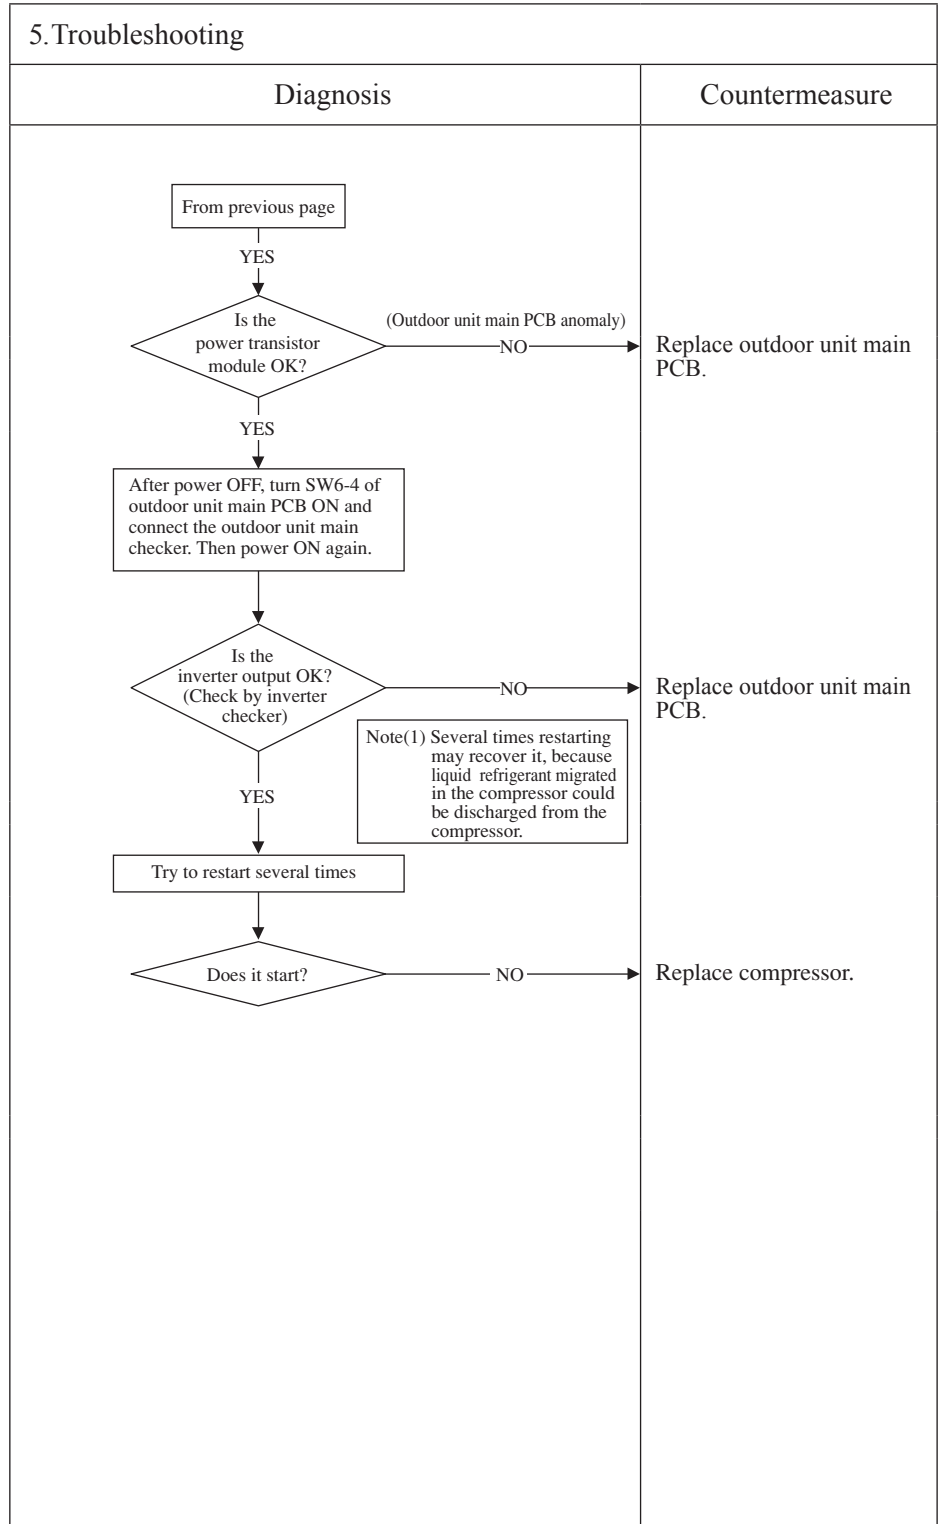 5.Troubleshooting
Diagnosis
Countermeasure
From previous page
YES
Is the
power transistor
module OK?
(Outdoor unit main PCB anomaly)
NO
Replace outdoor unit main
PCB.
YES
After power OFF, turn SW6-4 of
outdoor unit main PCB ON and
connect the outdoor unit main
checker. Then power ON again.
Is the
inverter output OK?
(Check by inverter
checker)
NO
Replace outdoor unit main
PCB.
Note(1) Several times restarting
may recover it, because
liquid refrigerant migrated
in the compressor could
be discharged from the
compressor.
YES
Try to restart several times
Does it start?
NO
Replace compressor.